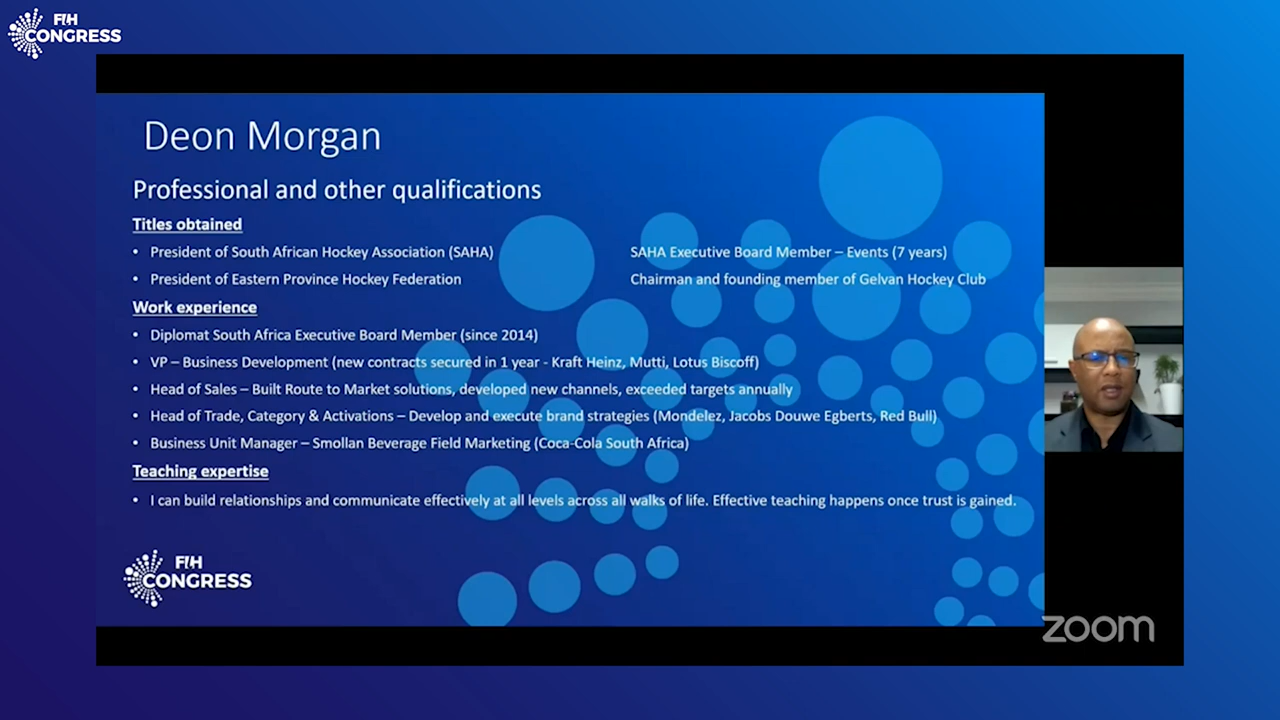 FIH
CONGRESS
Deon Morgan
Professional and other qualifications
Titles obtained
• President of South African Hockey Association (SAHA)
SAHA Executive Board Member – Events (7 years)
• President of Eastern Province Hockey Federation
Chairman and founding member of Gelvan Hockey Club
Work experience
• Diplomat South Africa Executive Board Member (since 2014)
• VP – Business Development (new contracts secured in 1 year - Kraft Heinz, Mutti, Lotus Biscoff)
• Head of Sales – Built Route to Market solutions, developed new channels, exceeded targets annually
• Head of Trade, Category & Activations – Develop and execute brand strategies (Mondelez, Jacobs Douwe Egberts, Red Bull)
• Business Unit Manager – Smollan Beverage Field Marketing (Coca-Cola South Africa)
Teaching expertise
• I can build relationships and communicate effectively at all levels across all walks of life. Effective teaching happens once trust is gained.
FIH
CONGRESS
zoom